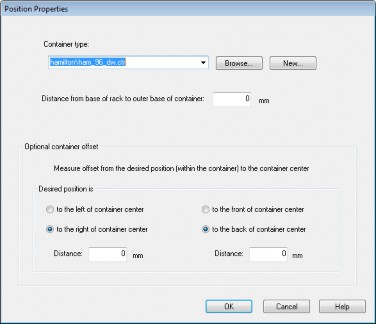 Position Properties
Container type:
hamilton\ham_96_dw.ctr
Browse...
New...
Distance from base of rack to outer base of container:
0 mm
Optional container offset
Measure offset from the desired position (within the container) to the container center
Desired position is
to the left of container center
to the front of container center
to the right of container center
to the back of container center
Distance: 0 mm
Distance: 0 mm
OK
Cancel
Help